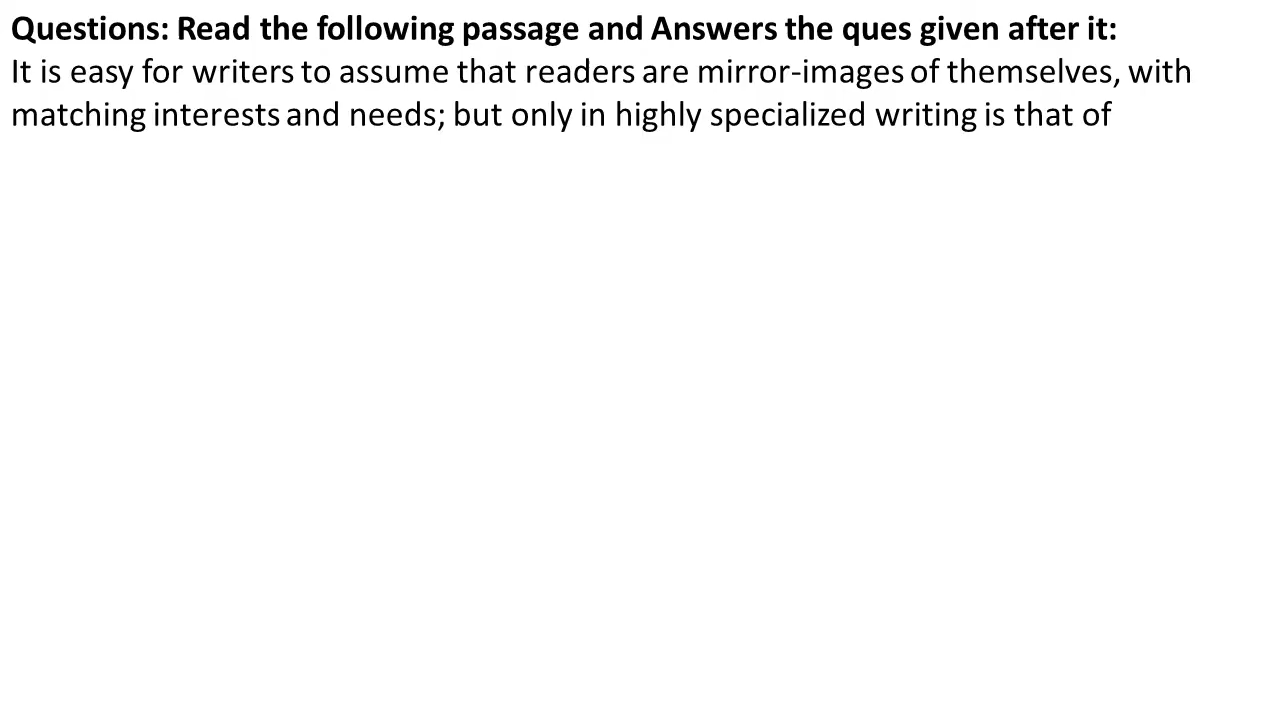 Questions: Read the following passage and Answers the ques given after it:
It is easy for writers to assume that readers are mirror-images of themselves, with
matching interests and needs; but only in highly specialized writing is that of